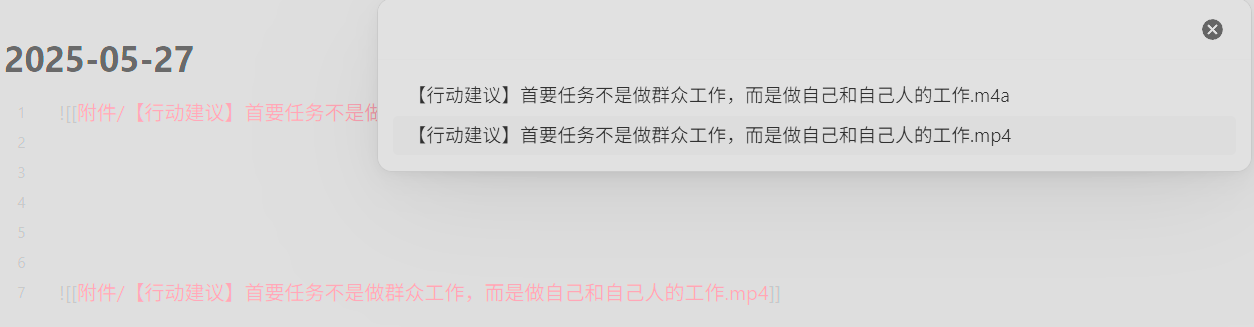 2025-05-27
1 ![[附件/【行动建议】首要任务不是做
2
3
4
5
6
7 ![[附件/【行动建议】首要任务不是做群众工作，而是做自己和自己人的工作.mp4]]
【行动建议】首要任务不是做群众工作，而是做自己和自己人的工作.m4a
【行动建议】首要任务不是做群众工作，而是做自己和自己人的工作.mp4